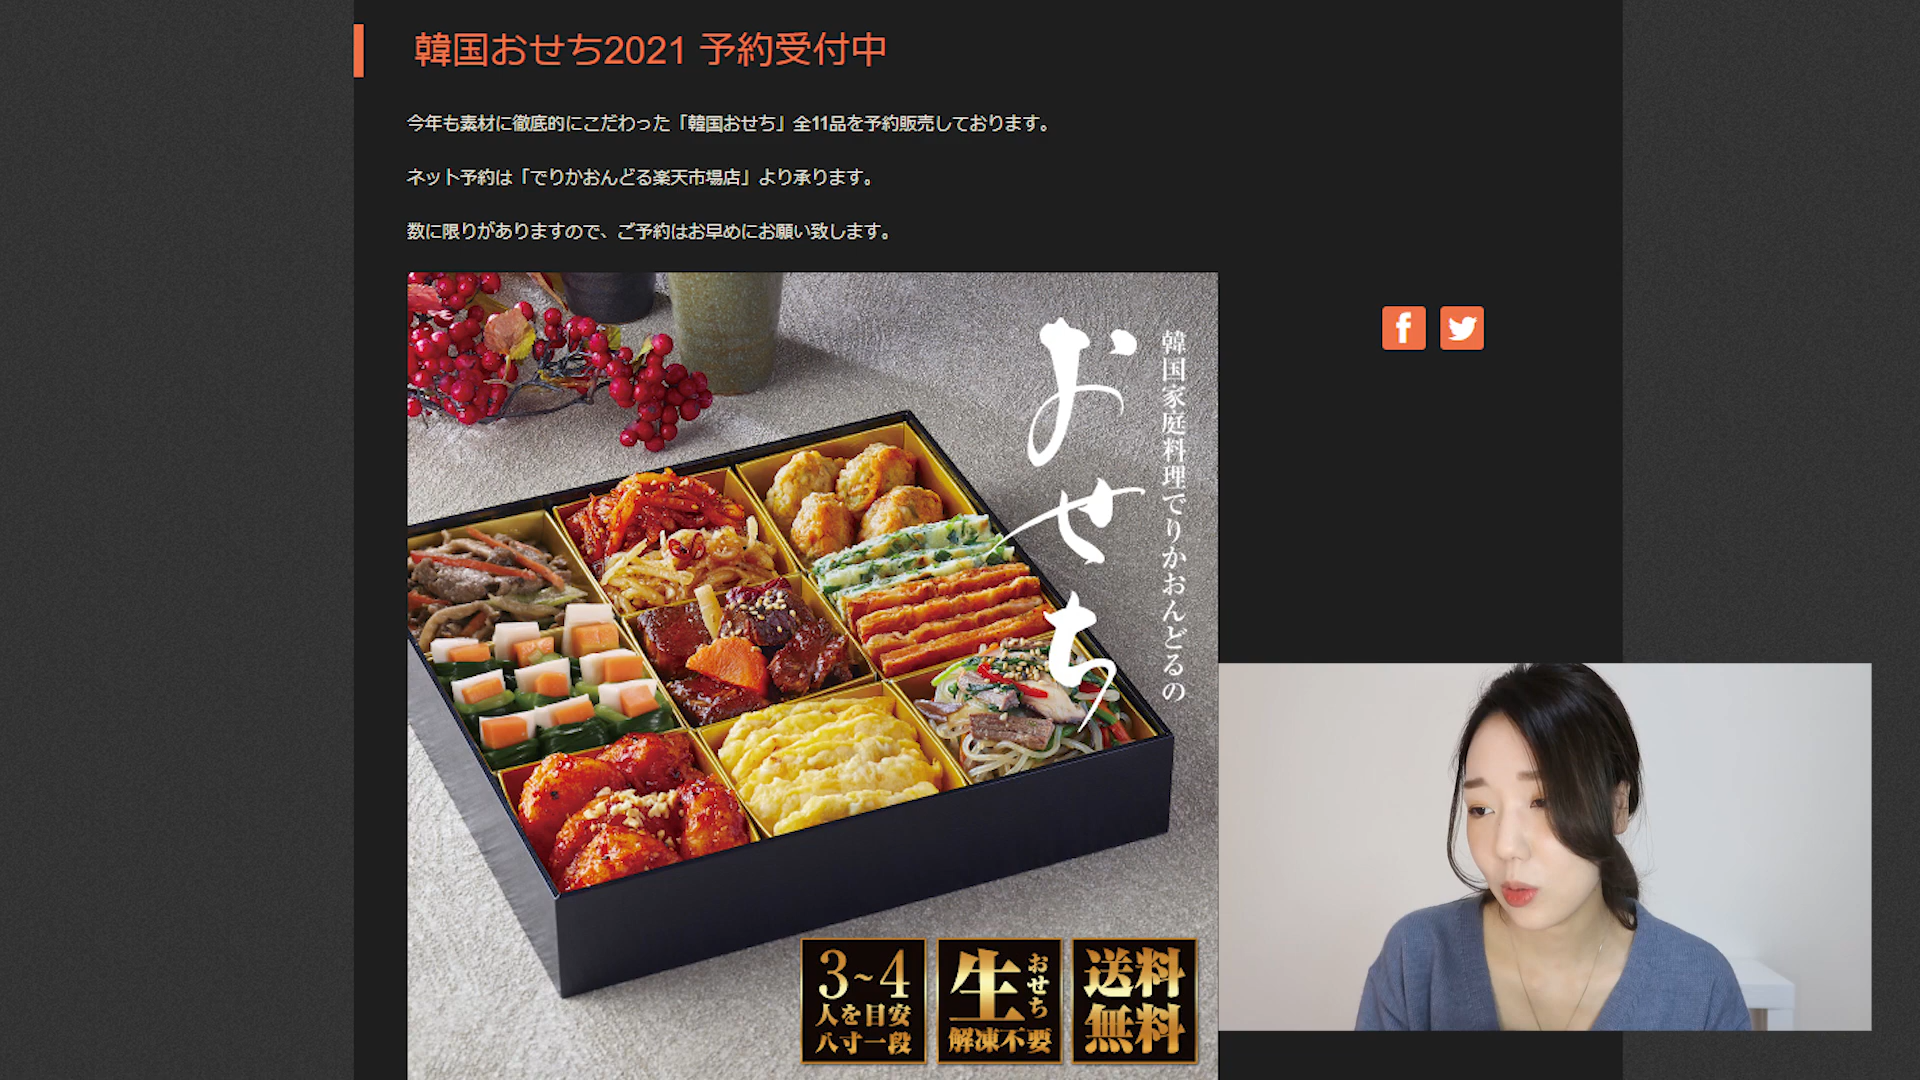 韓国おせち2021 予約受付中
今年も素材に徹底的にこだわった「韓国おせち」全11品を予約販売しております。
ネット予約は「でりかおんどる楽天市場店」より承ります。
数に限りがありますので、ご予約はお早めにお願い致します。
韓国家庭料理でりかおんどるの
おせち
3~4
人を目安
八寸一段
生おせち
解凍不要
送料
無料